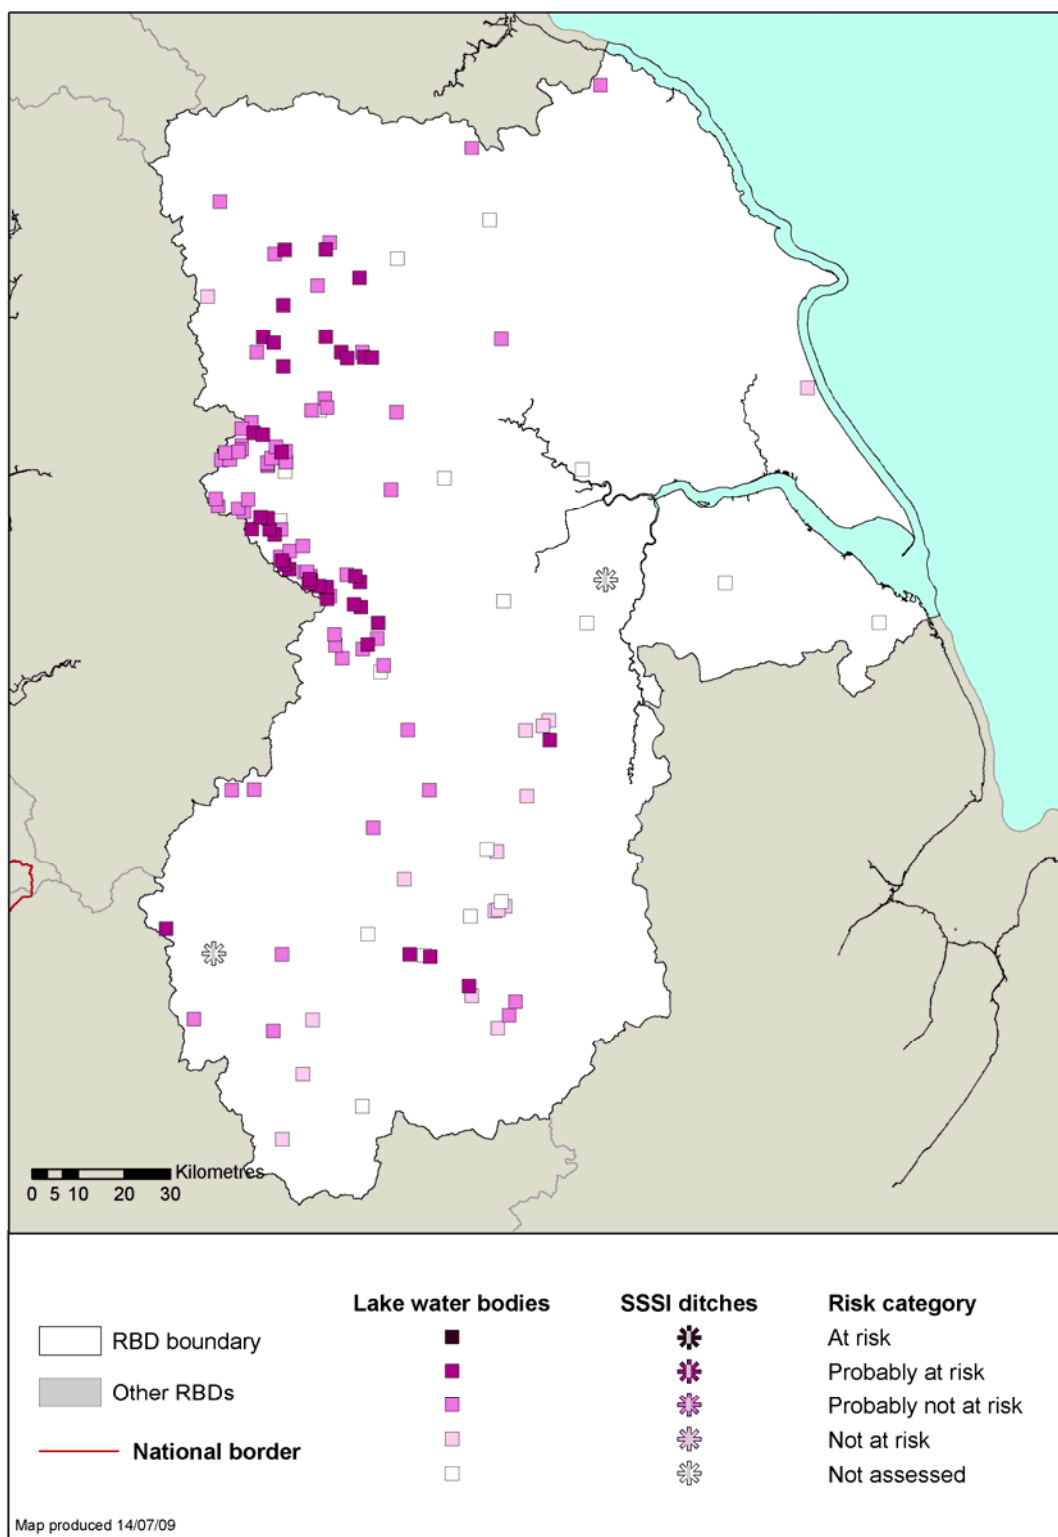 Kilometres
0 5 10 20 30
Lake water bodies SSSI ditches Risk category
RBD boundary At risk
Other RBDs Probably at risk
Probably not at risk
National border Not at risk
Not assessed
Map produced 14/07/09